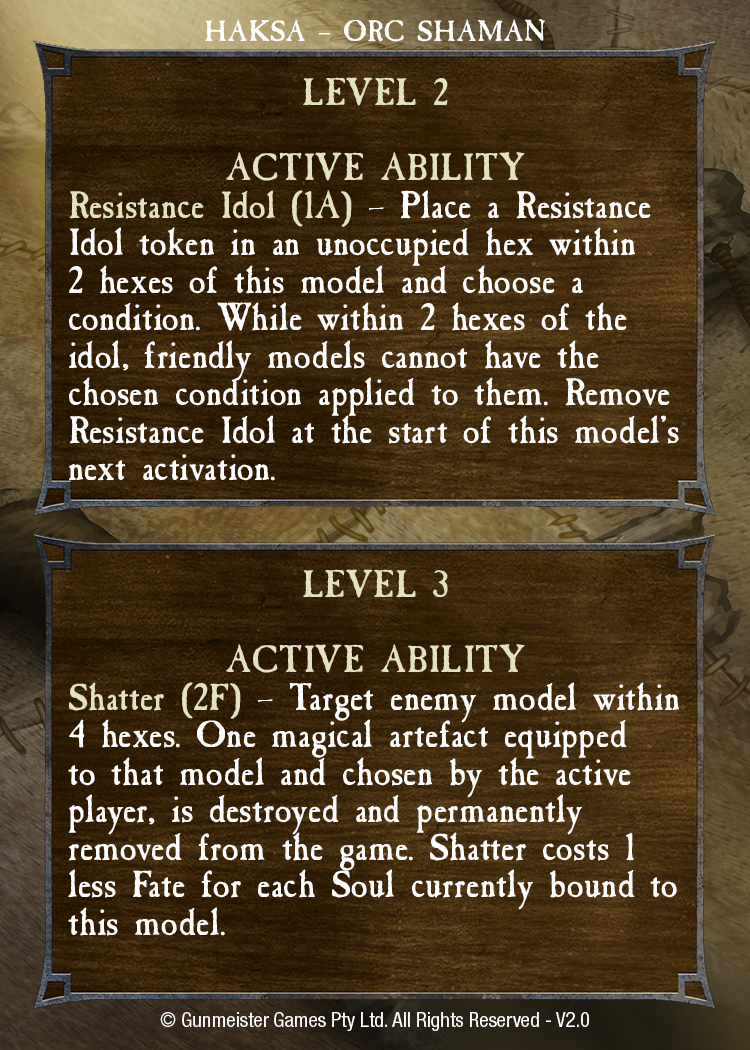 HAKSA – ORC SHAMAN
LEVEL 2
ACTIVE ABILITY
Resistance Idol (1A) – Place a Resistance
Idol token in an unoccupied hex within
2 hexes of this model and choose a
condition. While within 2 hexes of the
idol, friendly models cannot have the
chosen condition applied to them. Remove
Resistance Idol at the start of this model's
next activation.
LEVEL 3
ACTIVE ABILITY
Shatter (2F) – Target enemy model within
4 hexes. One magical artefact equipped
to that model and chosen by the active
player, is destroyed and permanently
removed from the game. Shatter costs 1
less Fate for each Soul currently bound to
this model.
© Gunmeister Games Pty Ltd. All Rights Reserved - V2.0